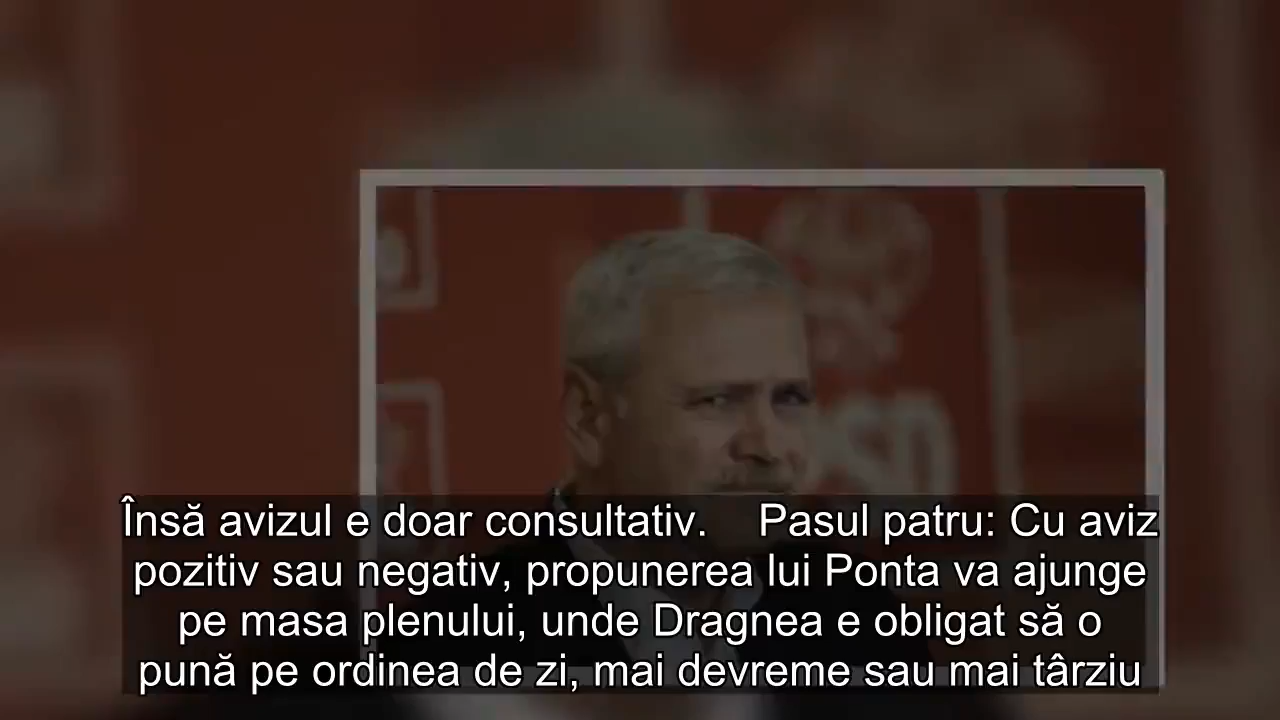 PSD
Însă avizul e doar consultativ.    Pasul patru: Cu aviz
pozitiv sau negativ, propunerea lui Ponta va ajunge
pe masa plenului, unde Dragnea e obligat să o
pună pe ordinea de zi, mai devreme sau mai târziu